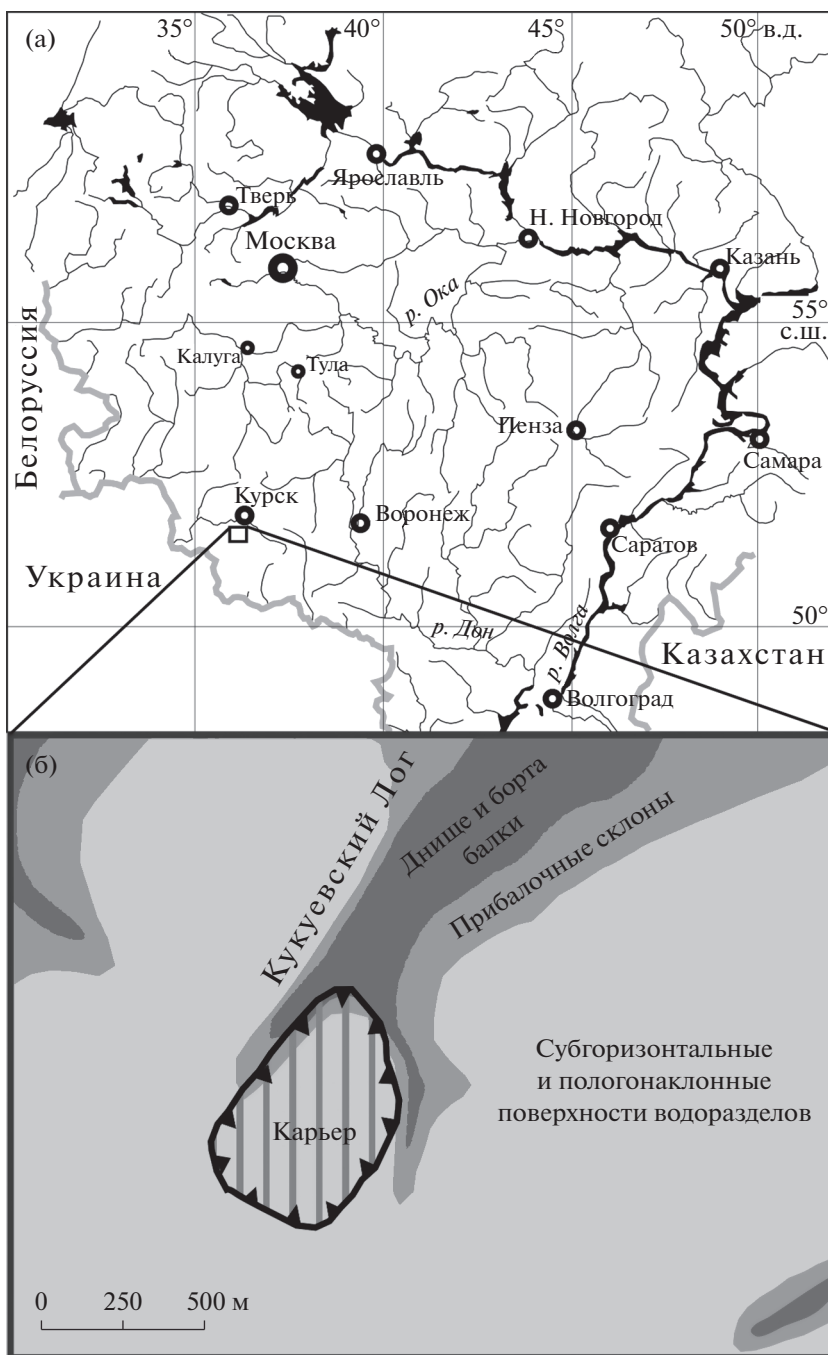 (а)
35°
40°
45°
50° в.д.
Ярославль
Тверь
Н. Новгород
Москва
Казань
р. Ока
55°
с.ш.
Калуга
Тула
Белоруссия
Пенза
Самара
Курск
Воронеж
Саратов
Украина
50°
р. Дон
р. Волга
Казахстан
Волгоград
(б)
Кукуевский Лог
Днище и борта
балки
Прибалочные склоны
Субгоризонтальные
и пологонаклонные
поверхности водоразделов
Карьер
0 250 500 м